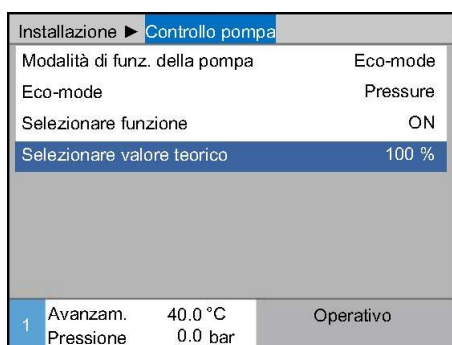 Installazione ► Controllo pompa
Modalità di funz. della pompa Eco-mode
Eco-mode Pressure
Selezionare funzione ON
Selezionare valore teorico 100 %
1 Avanzam. 40.0 °C Operativo
Pressione 0.0 bar